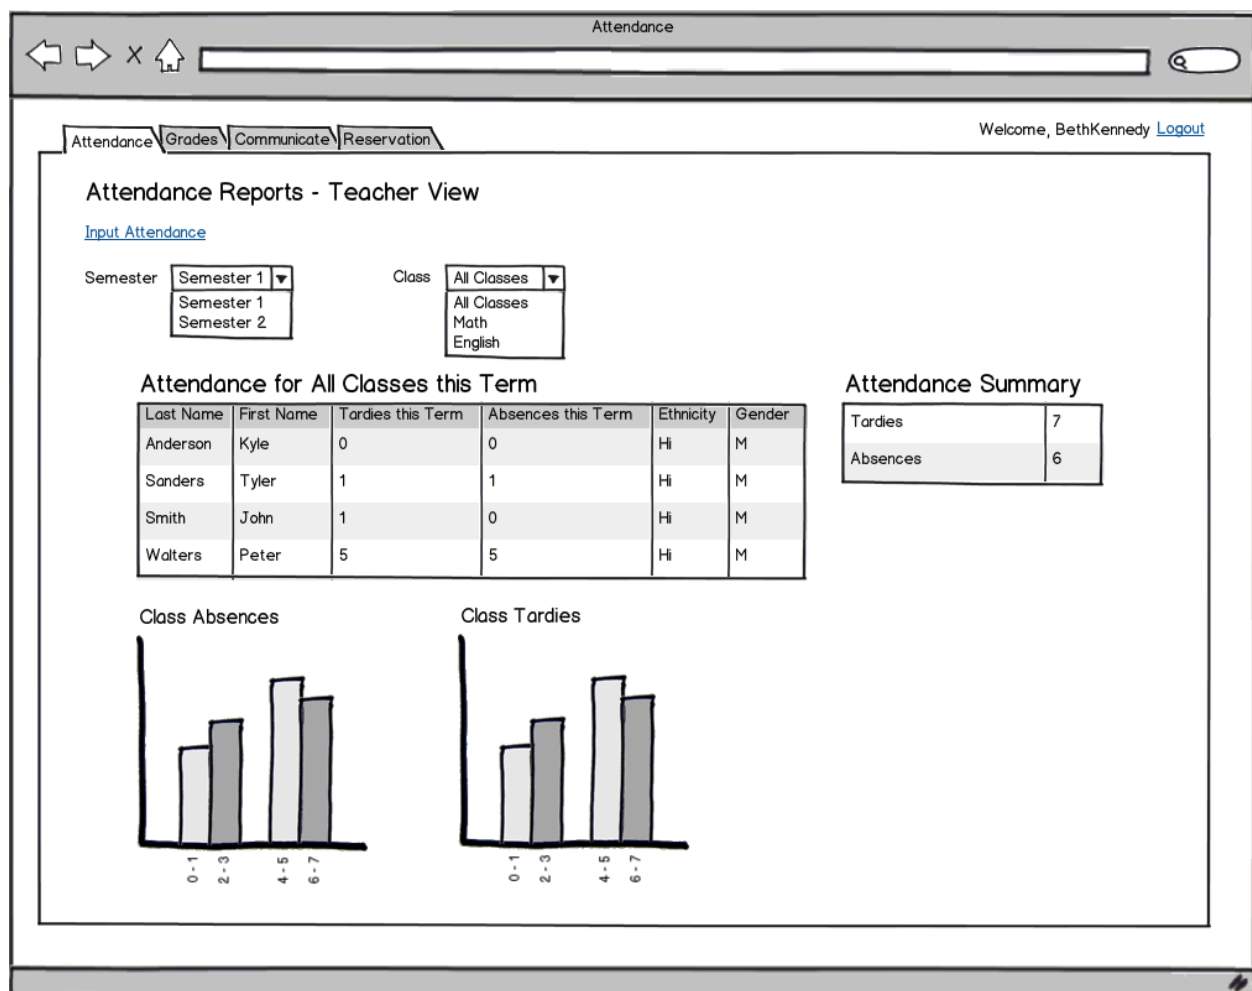 Attendance
Attendance Grades Communicate Reservation
Welcome, BethKennedy Logout
Attendance Reports - Teacher View
Input Attendance
Semester Semester 1 Class All Classes
Semester 1
Semester 2
All Classes
Math
English
Attendance for All Classes this Term
Last Name First Name Tardies this Term Absences this Term Ethnicity Gender
Anderson Kyle 0 0 Hi M
Sanders Tyler 1 1 Hi M
Smith John 1 0 Hi M
Walters Peter 5 5 Hi M
Attendance Summary
Tardies 7
Absences 6
Class Absences
0 - 1 2 - 3 4 - 5 6 - 7
Class Tardies
0 - 1 2 - 3 4 - 5 6 - 7